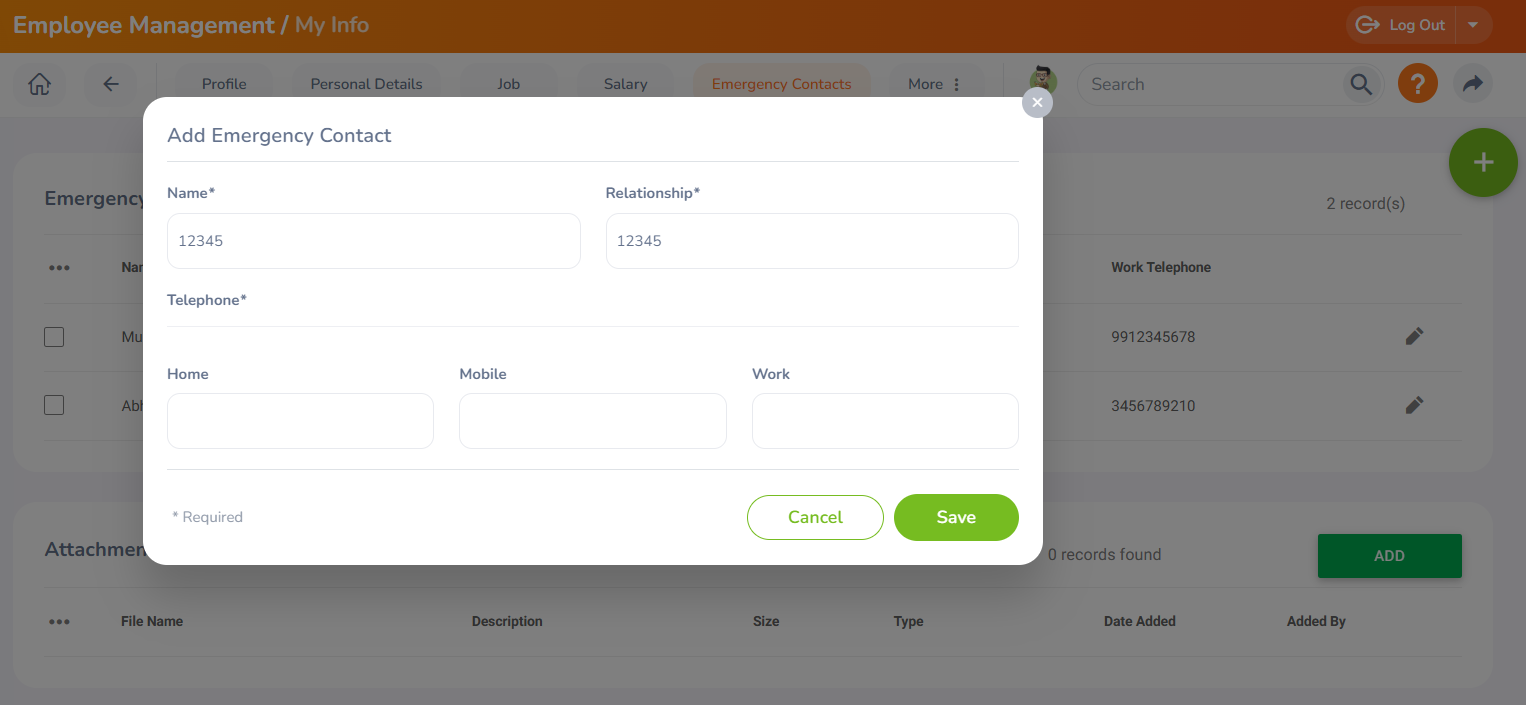 Employee Management / My Info
Log Out
Profile
Personal Details
Job
Salary
Emergency Contacts
More
Search
?
Add Emergency Contact
Name*
Relationship*
12345
12345
Telephone*
Home
Mobile
Work
* Required
Cancel
Save
Emergency
2 record(s)
Work Telephone
9912345678
3456789210
0 records found
ADD
File Name
Description
Size
Type
Date Added
Added By